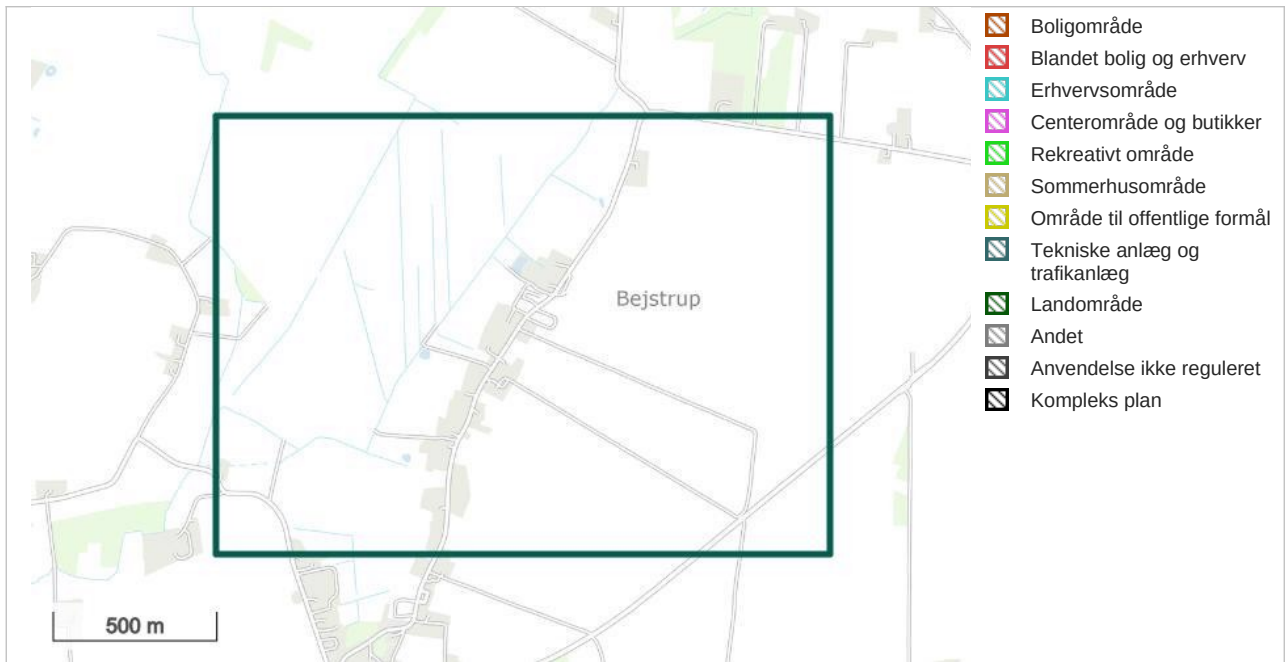 Bejstrup
500 m
Boligområde
Blandet bolig og erhverv
Erhvervsområde
Centerområde og butikker
Rekreativt område
Sommerhusområde
Område til offentlige formål
Tekniske anlæg og
trafikanlæg
Landområde
Andet
Anvendelse ikke reguleret
Kompleks plan